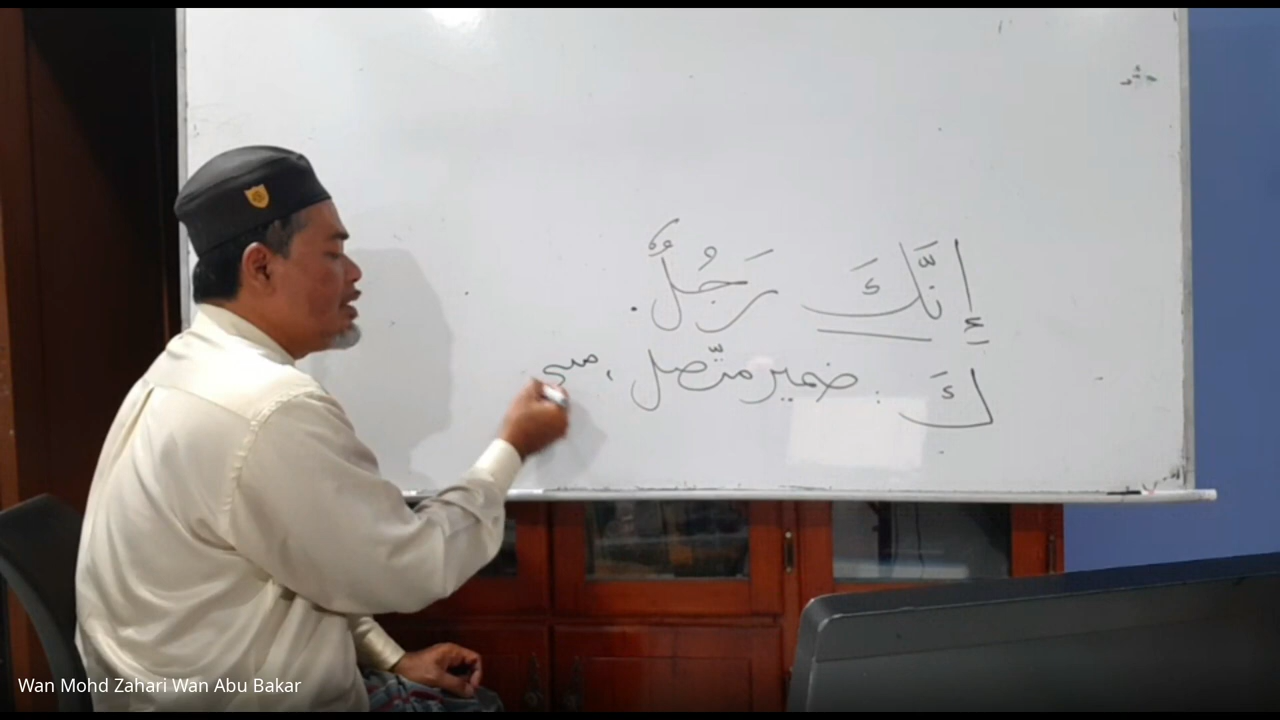 إِنَّكَ رَجُلٌ.
كَ : ضمير متّصل ،
Wan Mohd Zahari Wan Abu Bakar